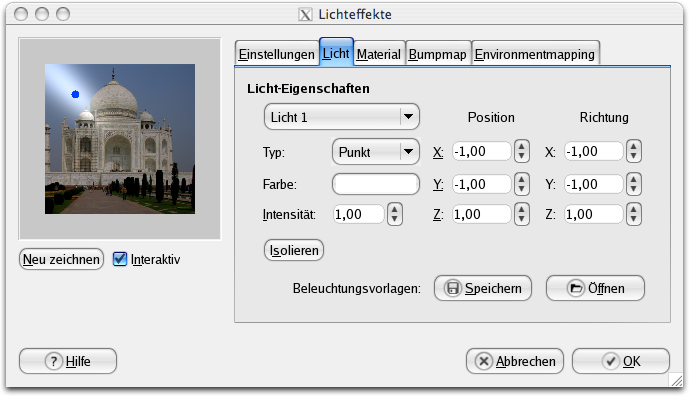 Lichteffekte
Einstellungen Licht Material Bumpmap Environmentmapping
Licht-Eigenschaften
Licht 1 Position Richtung
Typ: Punkt X: -1,00 X: -1,00
Farbe: Y: -1,00 Y: -1,00
Intensität: 1,00 Z: 1,00 Z: 1,00
Isolieren
Neu zeichnen Interaktiv
Beleuchtungsvorlagen: Speichern Öffnen
Hilfe Abbrechen OK